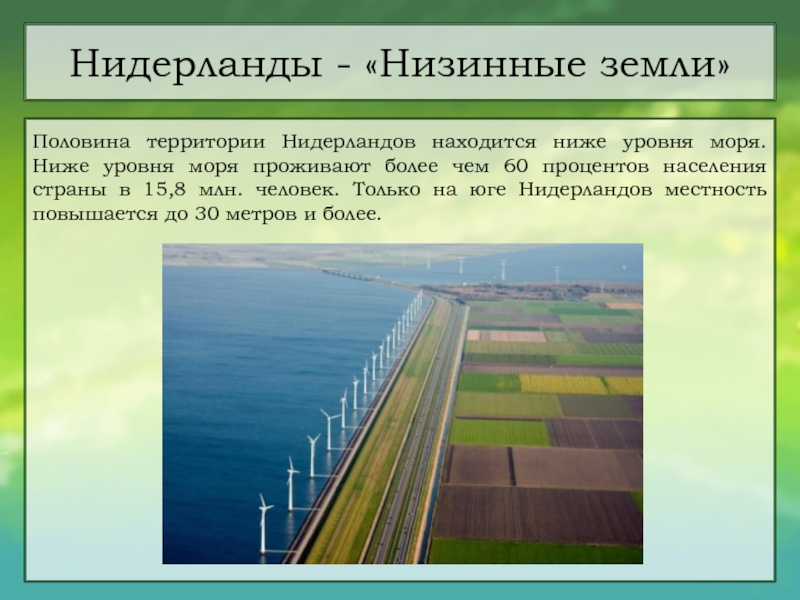 Нидерланды - «Низинные земли»
Половина территории Нидерландов находится ниже уровня моря.
Ниже уровня моря проживают более чем 60 процентов населения
страны в 15,8 млн. человек. Только на юге Нидерландов местность
повышается до 30 метров и более.